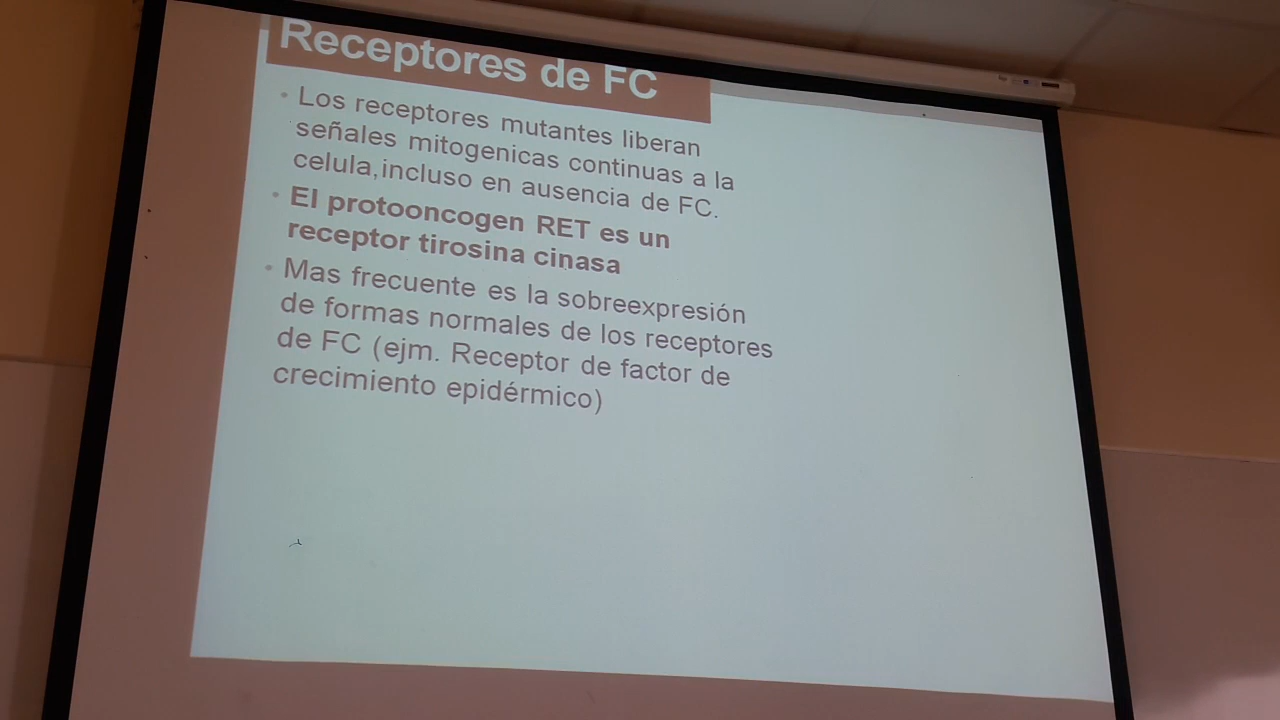 Receptores de FC
• Los receptores mutantes liberan
señales mitogenicas continuas a la
celula,incluso en ausencia de FC.
• El protooncogen RET es un
receptor tirosina cinasa
• Mas frecuente es la sobreexpresión
de formas normales de los receptores
de FC (ejm. Receptor de factor de
crecimiento epidérmico)